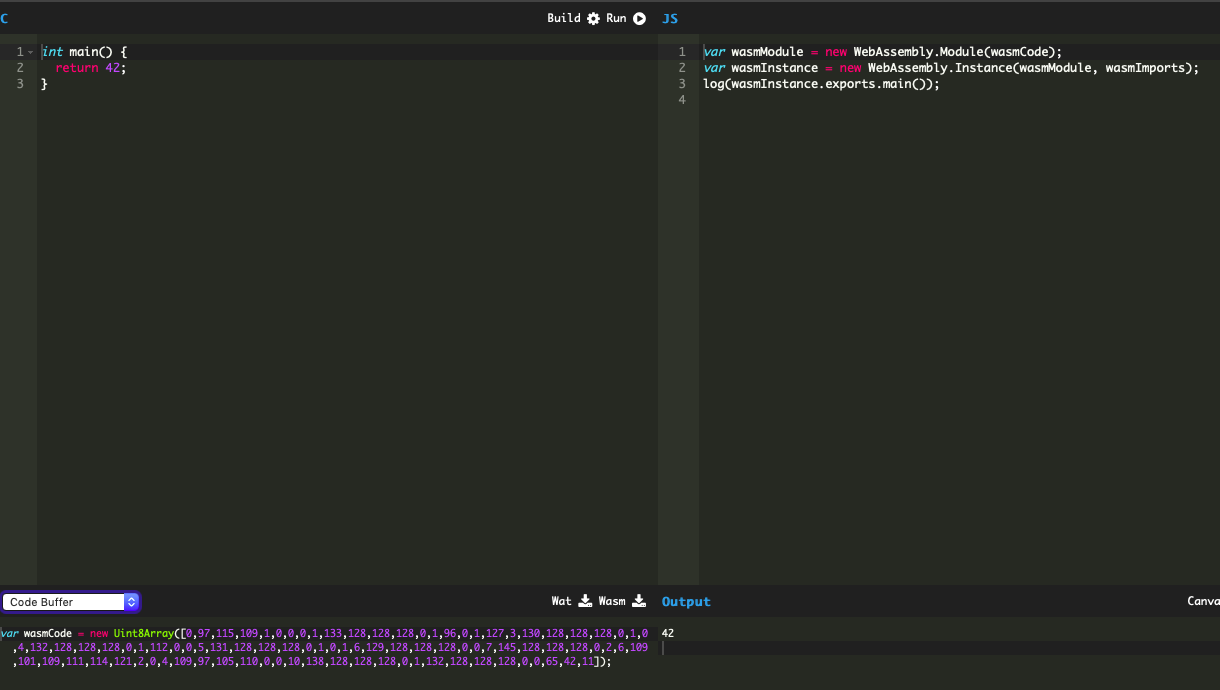 C Build Run JS
1 int main() {
2 return 42;
3 }
1 var wasmModule = new WebAssembly.Module(wasmCode);
2 var wasmInstance = new WebAssembly.Instance(wasmModule, wasmImports);
3 log(wasmInstance.exports.main());
4
Code Buffer Wat Wasm Output Canva
var wasmCode = new Uint8Array([0,97,115,109,1,0,0,0,1,133,128,128,128,0,1,96,0,1,127,3,130,128,128,128,0,1,0
,4,132,128,128,128,0,1,112,0,0,5,131,128,128,128,0,1,0,1,6,129,128,128,128,0,0,7,145,128,128,128,0,2,6,109
,101,109,111,114,121,2,0,4,109,97,105,110,0,0,10,138,128,128,128,0,1,132,128,128,128,0,0,65,42,11]);
42